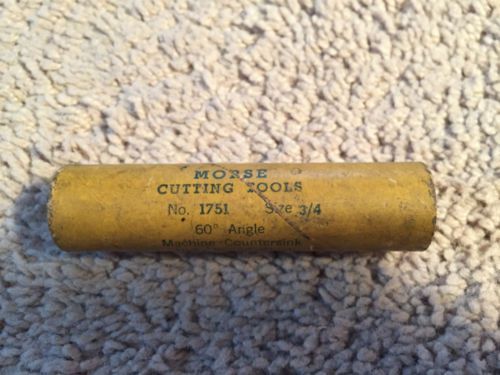 MORSE
CUTTING TOOLS
No. 1751 Size 3/4
60° Angle
Machine Countersink